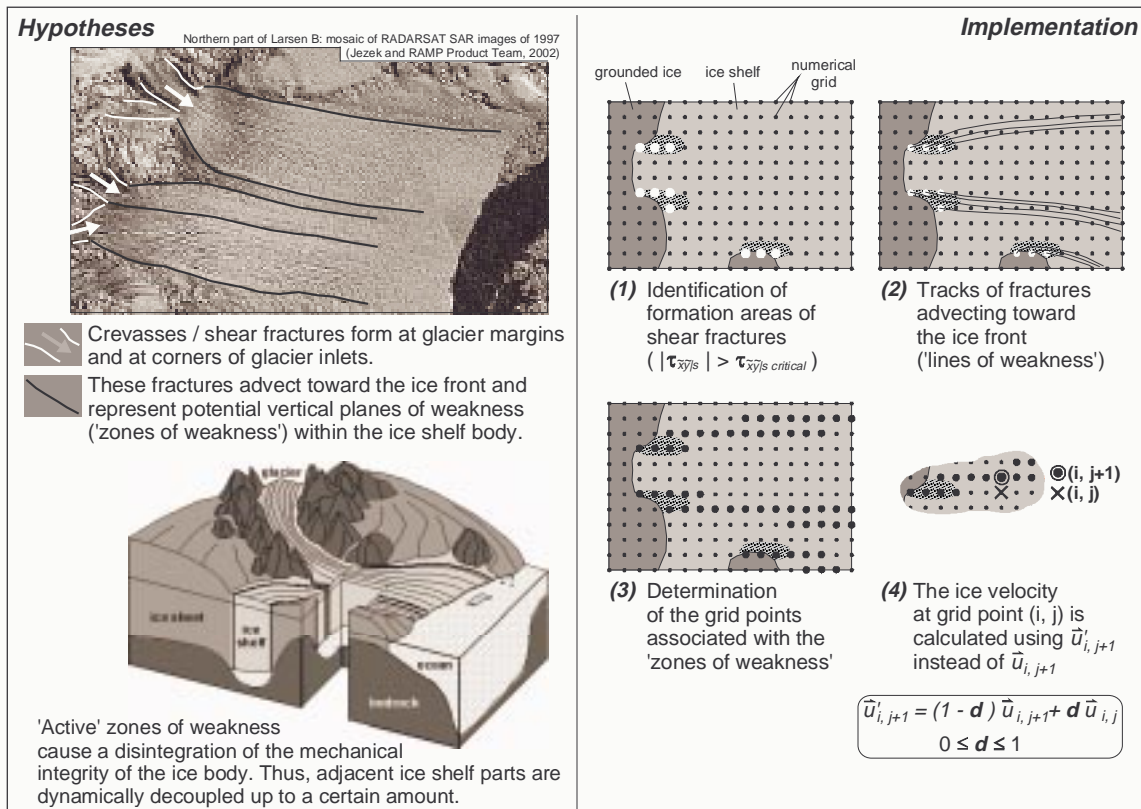 Hypotheses
Northern part of Larsen B: mosaic of RADARSAT SAR images of 1997
(Jezek and RAMP Product Team, 2002)
Crevasses / shear fractures form at glacier margins
and at corners of glacier inlets.
These fractures advect toward the ice front and
represent potential vertical planes of weakness
('zones of weakness') within the ice shelf body.
glacier
ice sheet
ice
shelf
ocean
bedrock
'Active' zones of weakness
cause a disintegration of the mechanical
integrity of the ice body. Thus, adjacent ice shelf parts are
dynamically decoupled up to a certain amount.
Implementation
grounded ice
ice shelf
numerical
grid
(1) Identification of
formation areas of
shear fractures
( |τx̃ỹ|s | > τx̃ỹ|s critical )
(2) Tracks of fractures
advecting toward
the ice front
('lines of weakness')
(i, j+1)
(i, j)
(3) Determination
of the grid points
associated with the
'zones of weakness'
(4) The ice velocity
at grid point (i, j) is
calculated using u⃗'i, j+1
instead of u⃗i, j+1
u⃗'i, j+1 = (1 - d ) u⃗i, j+1 + d u⃗i, j
0 ≤ d ≤ 1